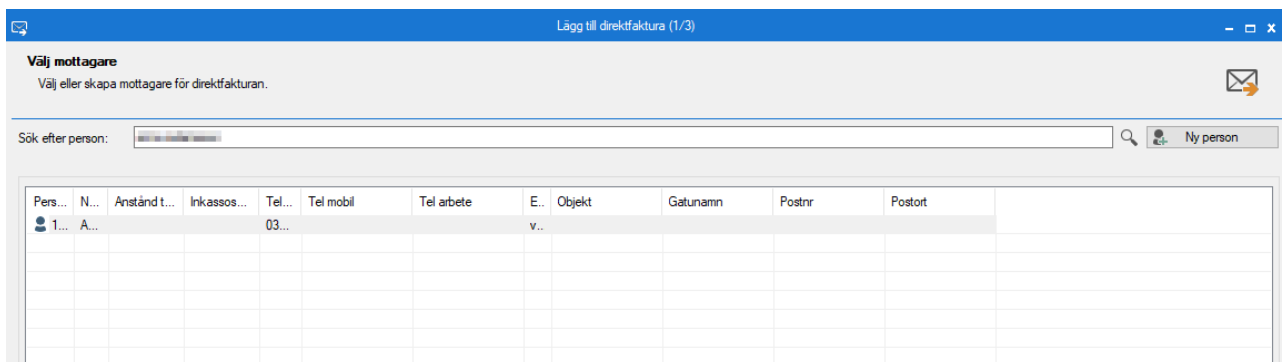 Lägg till direktfaktura (1/3)
Välj mottagare
Välj eller skapa mottagare för direktfakturan.
Sök efter person:
Ny person
Pers... N... Anstånd t... Inkassos... Tel... Tel mobil Tel arbete E.. Objekt Gatunamn Postnr Postort
1... A... 03... v...